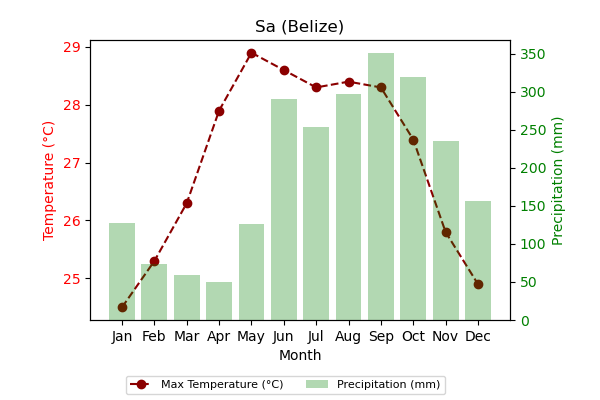 Sa (Belize)
Temperature (°C)
29
28
27
26
25
350
300
250
200
150
100
50
0
Precipitation (mm)
Jan Feb Mar Apr May Jun Jul Aug Sep Oct Nov Dec
Month
Max Temperature (°C) Precipitation (mm)